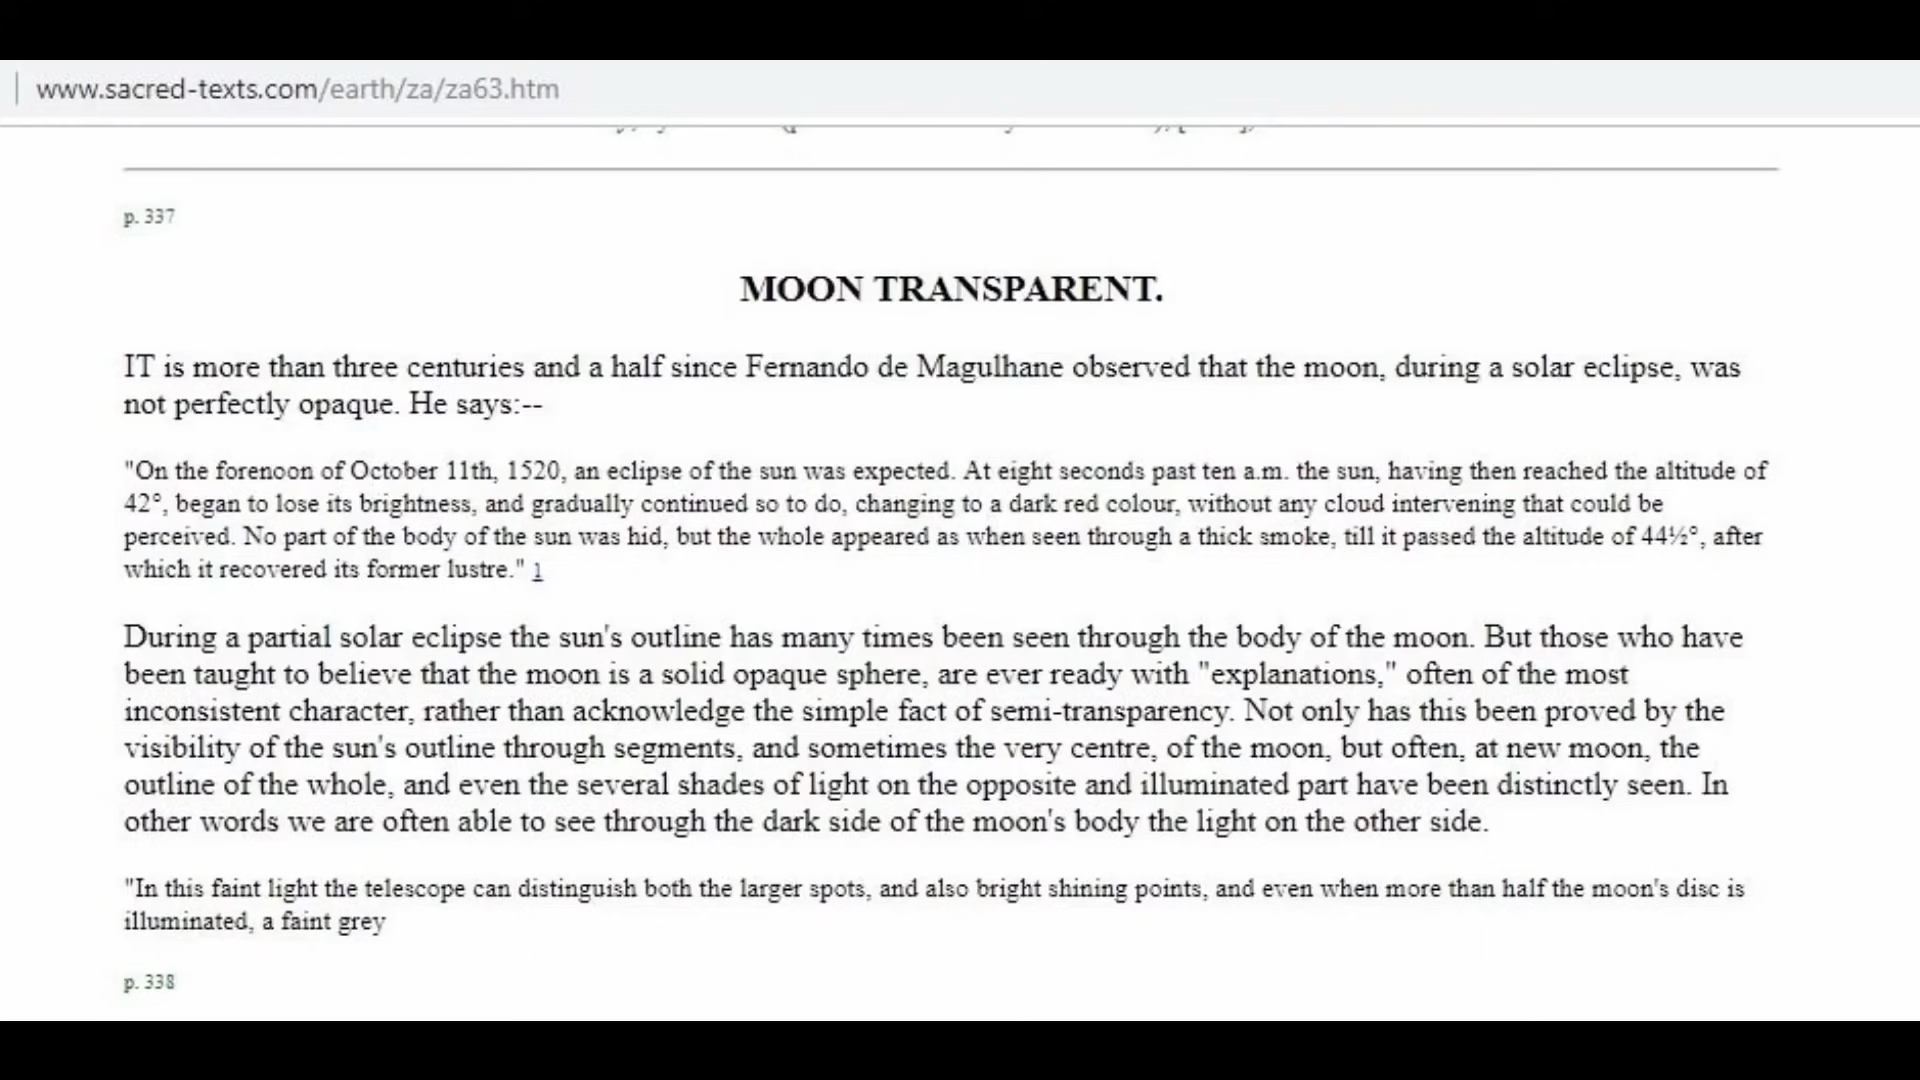 www.sacred-texts.com/earth/za/za63.htm
p. 337
MOON TRANSPARENT.
IT is more than three centuries and a half since Fernando de Magulhane observed that the moon, during a solar eclipse, was
not perfectly opaque. He says:--
"On the forenoon of October 11th, 1520, an eclipse of the sun was expected. At eight seconds past ten a.m. the sun, having then reached the altitude of
42°, began to lose its brightness, and gradually continued so to do, changing to a dark red colour, without any cloud intervening that could be
perceived. No part of the body of the sun was hid, but the whole appeared as when seen through a thick smoke, till it passed the altitude of 44½°, after
which it recovered its former lustre." 1
During a partial solar eclipse the sun's outline has many times been seen through the body of the moon. But those who have
been taught to believe that the moon is a solid opaque sphere, are ever ready with "explanations," often of the most
inconsistent character, rather than acknowledge the simple fact of semi-transparency. Not only has this been proved by the
visibility of the sun's outline through segments, and sometimes the very centre, of the moon, but often, at new moon, the
outline of the whole, and even the several shades of light on the opposite and illuminated part have been distinctly seen. In
other words we are often able to see through the dark side of the moon's body the light on the other side.
"In this faint light the telescope can distinguish both the larger spots, and also bright shining points, and even when more than half the moon's disc is
illuminated, a faint grey
p. 338